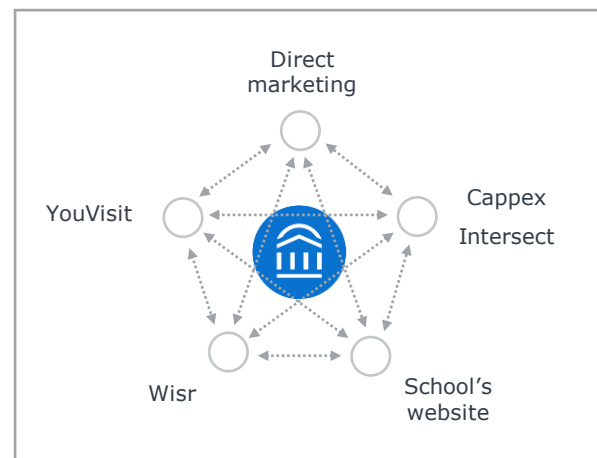 Direct
marketing
YouVisit
Cappex
Intersect
Wisr
School's
website